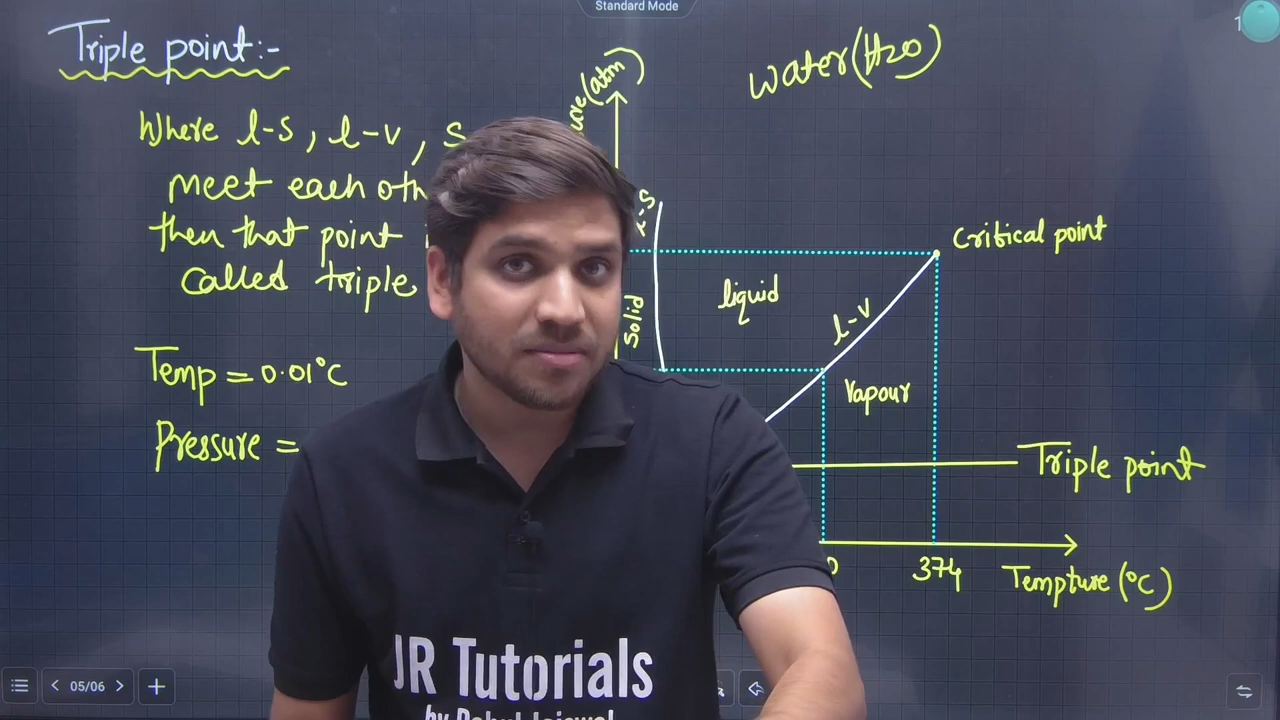 Standard Mode
Triple point:-
Where l-s, l-v, S
meet each oth
then that point
called triple
Temp = 0.01°C
Pressure =
(atm)
Water (H2O)
l-S
Critical point
Solid
liquid
l-v
Vapour
Triple point
374
Tempture (°C)
JR Tutorials
05/06